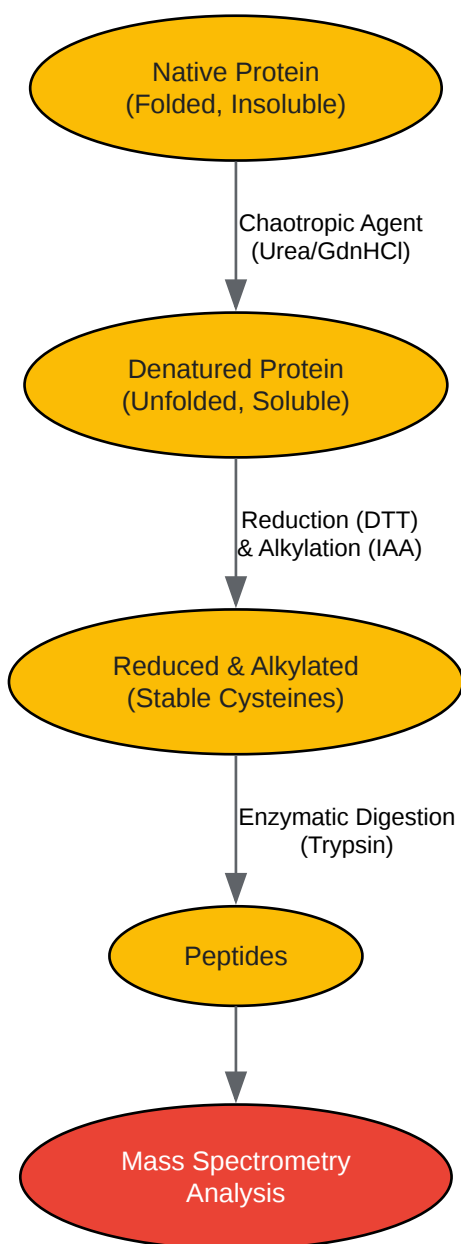 Native Protein
(Folded, Insoluble)
Chaotropic Agent
(Urea/GdnHCl)
Denatured Protein
(Unfolded, Soluble)
Reduction (DTT)
& Alkylation (IAA)
Reduced & Alkylated
(Stable Cysteines)
Enzymatic Digestion
(Trypsin)
Peptides
Mass Spectrometry
Analysis